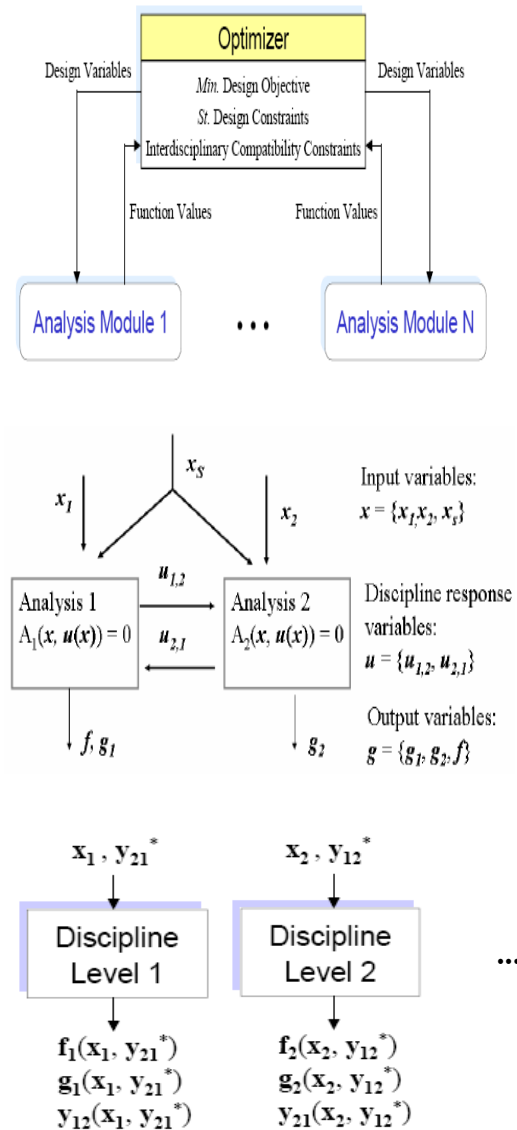 Optimizer
Design Variables
Min. Design Objective
Design Variables
St. Design Constraints
Interdisciplinary Compatibility Constraints
Function Values
Function Values
Analysis Module 1
...
Analysis Module N
x_S
x_1
x_2
Input variables:
x = {x_1, x_2, x_s}
u_{1,2}
Analysis 1
A_1(x, u(x)) = 0
u_{2,1}
Analysis 2
A_2(x, u(x)) = 0
Discipline response
variables:
u = {u_{1,2}, u_{2,1}}
f, g_1
g_2
Output variables:
g = {g_1, g_2, f}
x_1 , y_21^*
x_2 , y_12^*
Discipline
Level 1
Discipline
Level 2
...
f_1(x_1, y_21^*)
g_1(x_1, y_21^*)
y_12(x_1, y_21^*)
f_2(x_2, y_12^*)
g_2(x_2, y_12^*)
y_21(x_2, y_12^*)